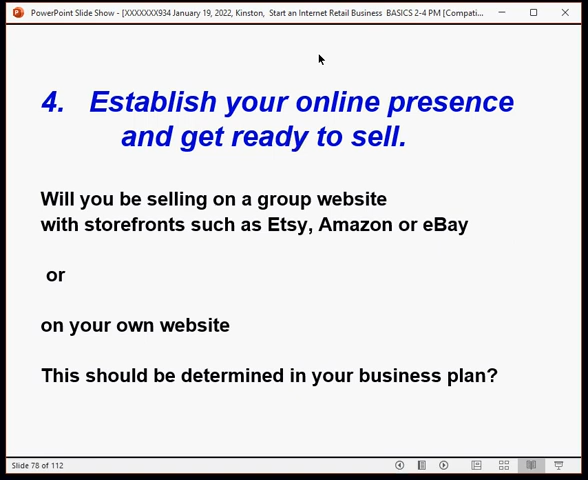 PowerPoint Slide Show - [XXXXXXX934 January 19, 2022, Kinston, Start an Internet Retail Business BASICS 2-4 PM [Compati...
4. Establish your online presence
and get ready to sell.
Will you be selling on a group website
with storefronts such as Etsy, Amazon or eBay
or
on your own website
This should be determined in your business plan?
Slide 78 of 112